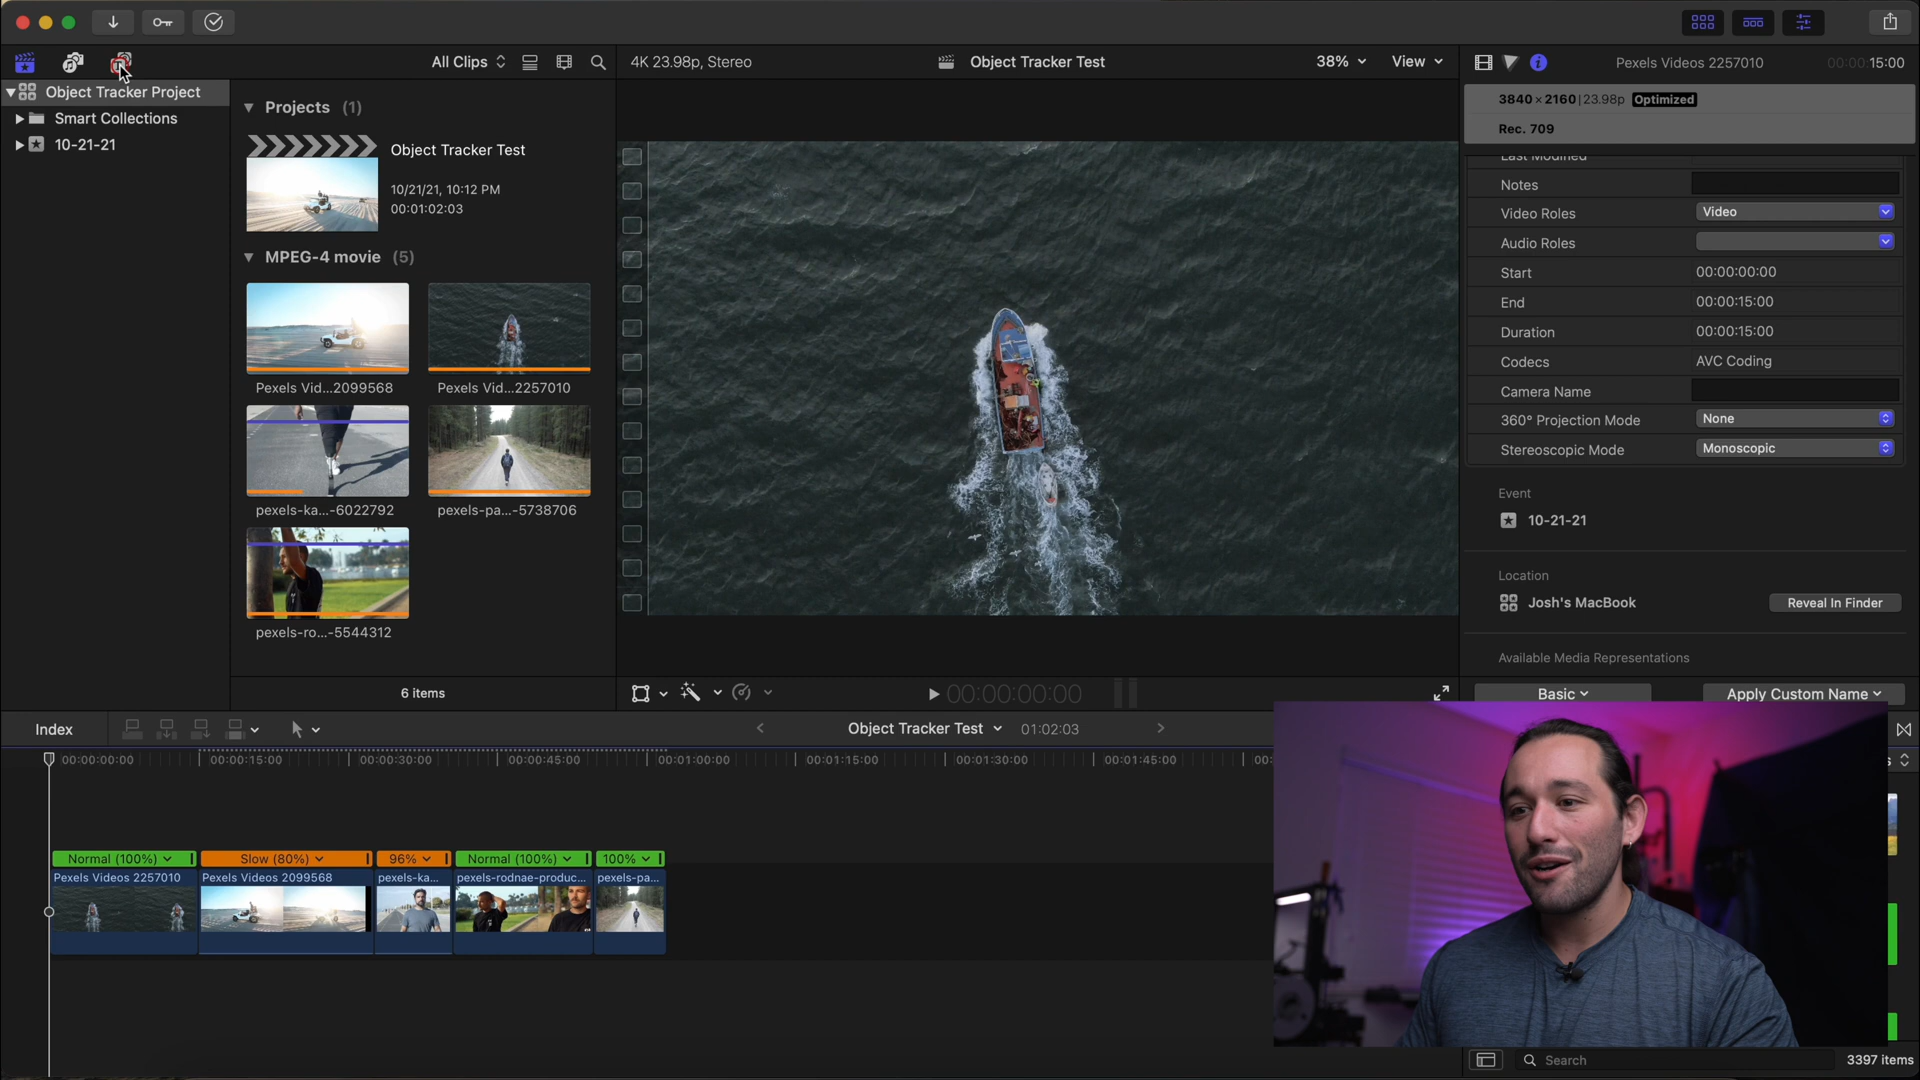 All Clips
4K 23.98p, Stereo
Object Tracker Test
38%
View
Pexels Videos 2257010
00:00:15:00
Object Tracker Project
Smart Collections
10-21-21
Projects (1)
Object Tracker Test
10/21/21, 10:12 PM
00:01:02:03
MPEG-4 movie (5)
Pexels Vid...2099568
Pexels Vid...2257010
pexels-ka...-6022792
pexels-pa...-5738706
pexels-ro...-5544312
6 items
00:00:00:00
3840 × 2160 | 23.98p Optimized
Rec. 709
Last Modified
Notes
Video Roles Video
Audio Roles
Start 00:00:00:00
End 00:00:15:00
Duration 00:00:15:00
Codecs AVC Coding
Camera Name
360° Projection Mode None
Stereoscopic Mode Monoscopic
Event
10-21-21
Location
Josh's MacBook Reveal In Finder
Available Media Representations
Basic Apply Custom Name
Index
Object Tracker Test 01:02:03
00:00:00:00 00:00:15:00 00:00:30:00 00:00:45:00 00:01:00:00 00:01:15:00 00:01:30:00 00:01:45:00 00:
Normal (100%) Slow (80%) 96% Normal (100%) 100%
Pexels Videos 2257010 Pexels Videos 2099568 pexels-ka... pexels-rodnae-produc... pexels-pa...
Search 3397 items